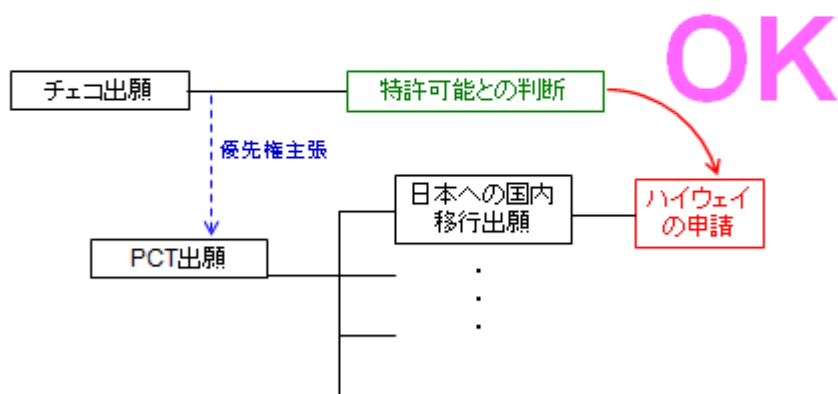 OK
チェコ出願
特許可能との判断
優先権主張
日本への国内
移行出願
ハイウェイ
の申請
PCT出願